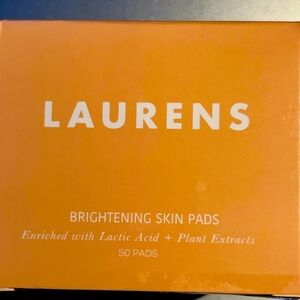 LAURENS
BRIGHTENING SKIN PADS
Enriched with Lactic Acid + Plant Extracts
50 PADS